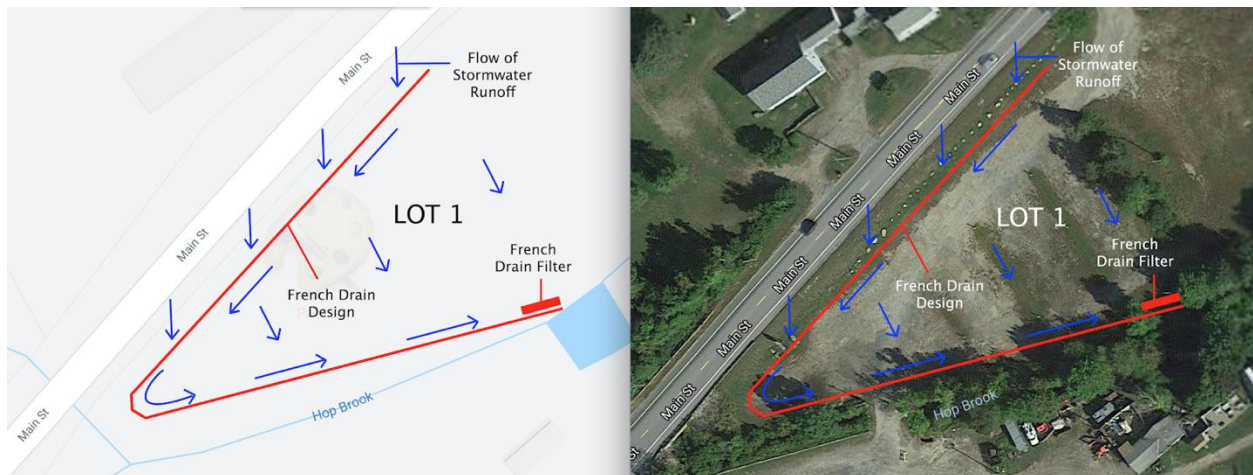 Main St
Flow of
Stormwater
Runoff
Main St
LOT 1
French
Drain Filter
French Drain
Design
Main St
Hop Brook
Main St
Flow of
Stormwater
Runoff
Main St
Main St
LOT 1
Main St
French
Drain Filter
French Drain
Design
Main St
Main St
Hop Brook